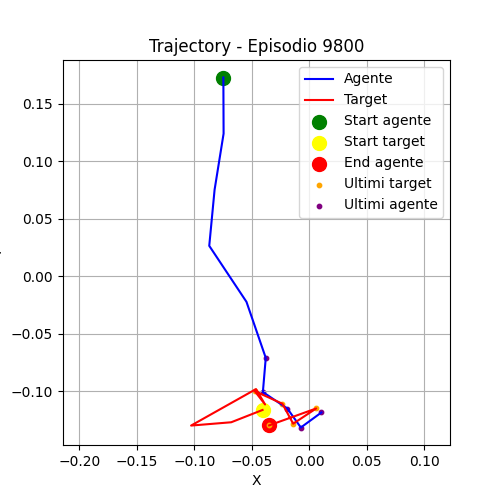 Trajectory - Episodio 9800
Agente
Target
Start agente
Start target
End agente
Ultimi target
Ultimi agente
0.15
0.10
0.05
0.00
−0.05
−0.10
−0.20
−0.15
−0.10
−0.05
0.00
0.05
0.10
X